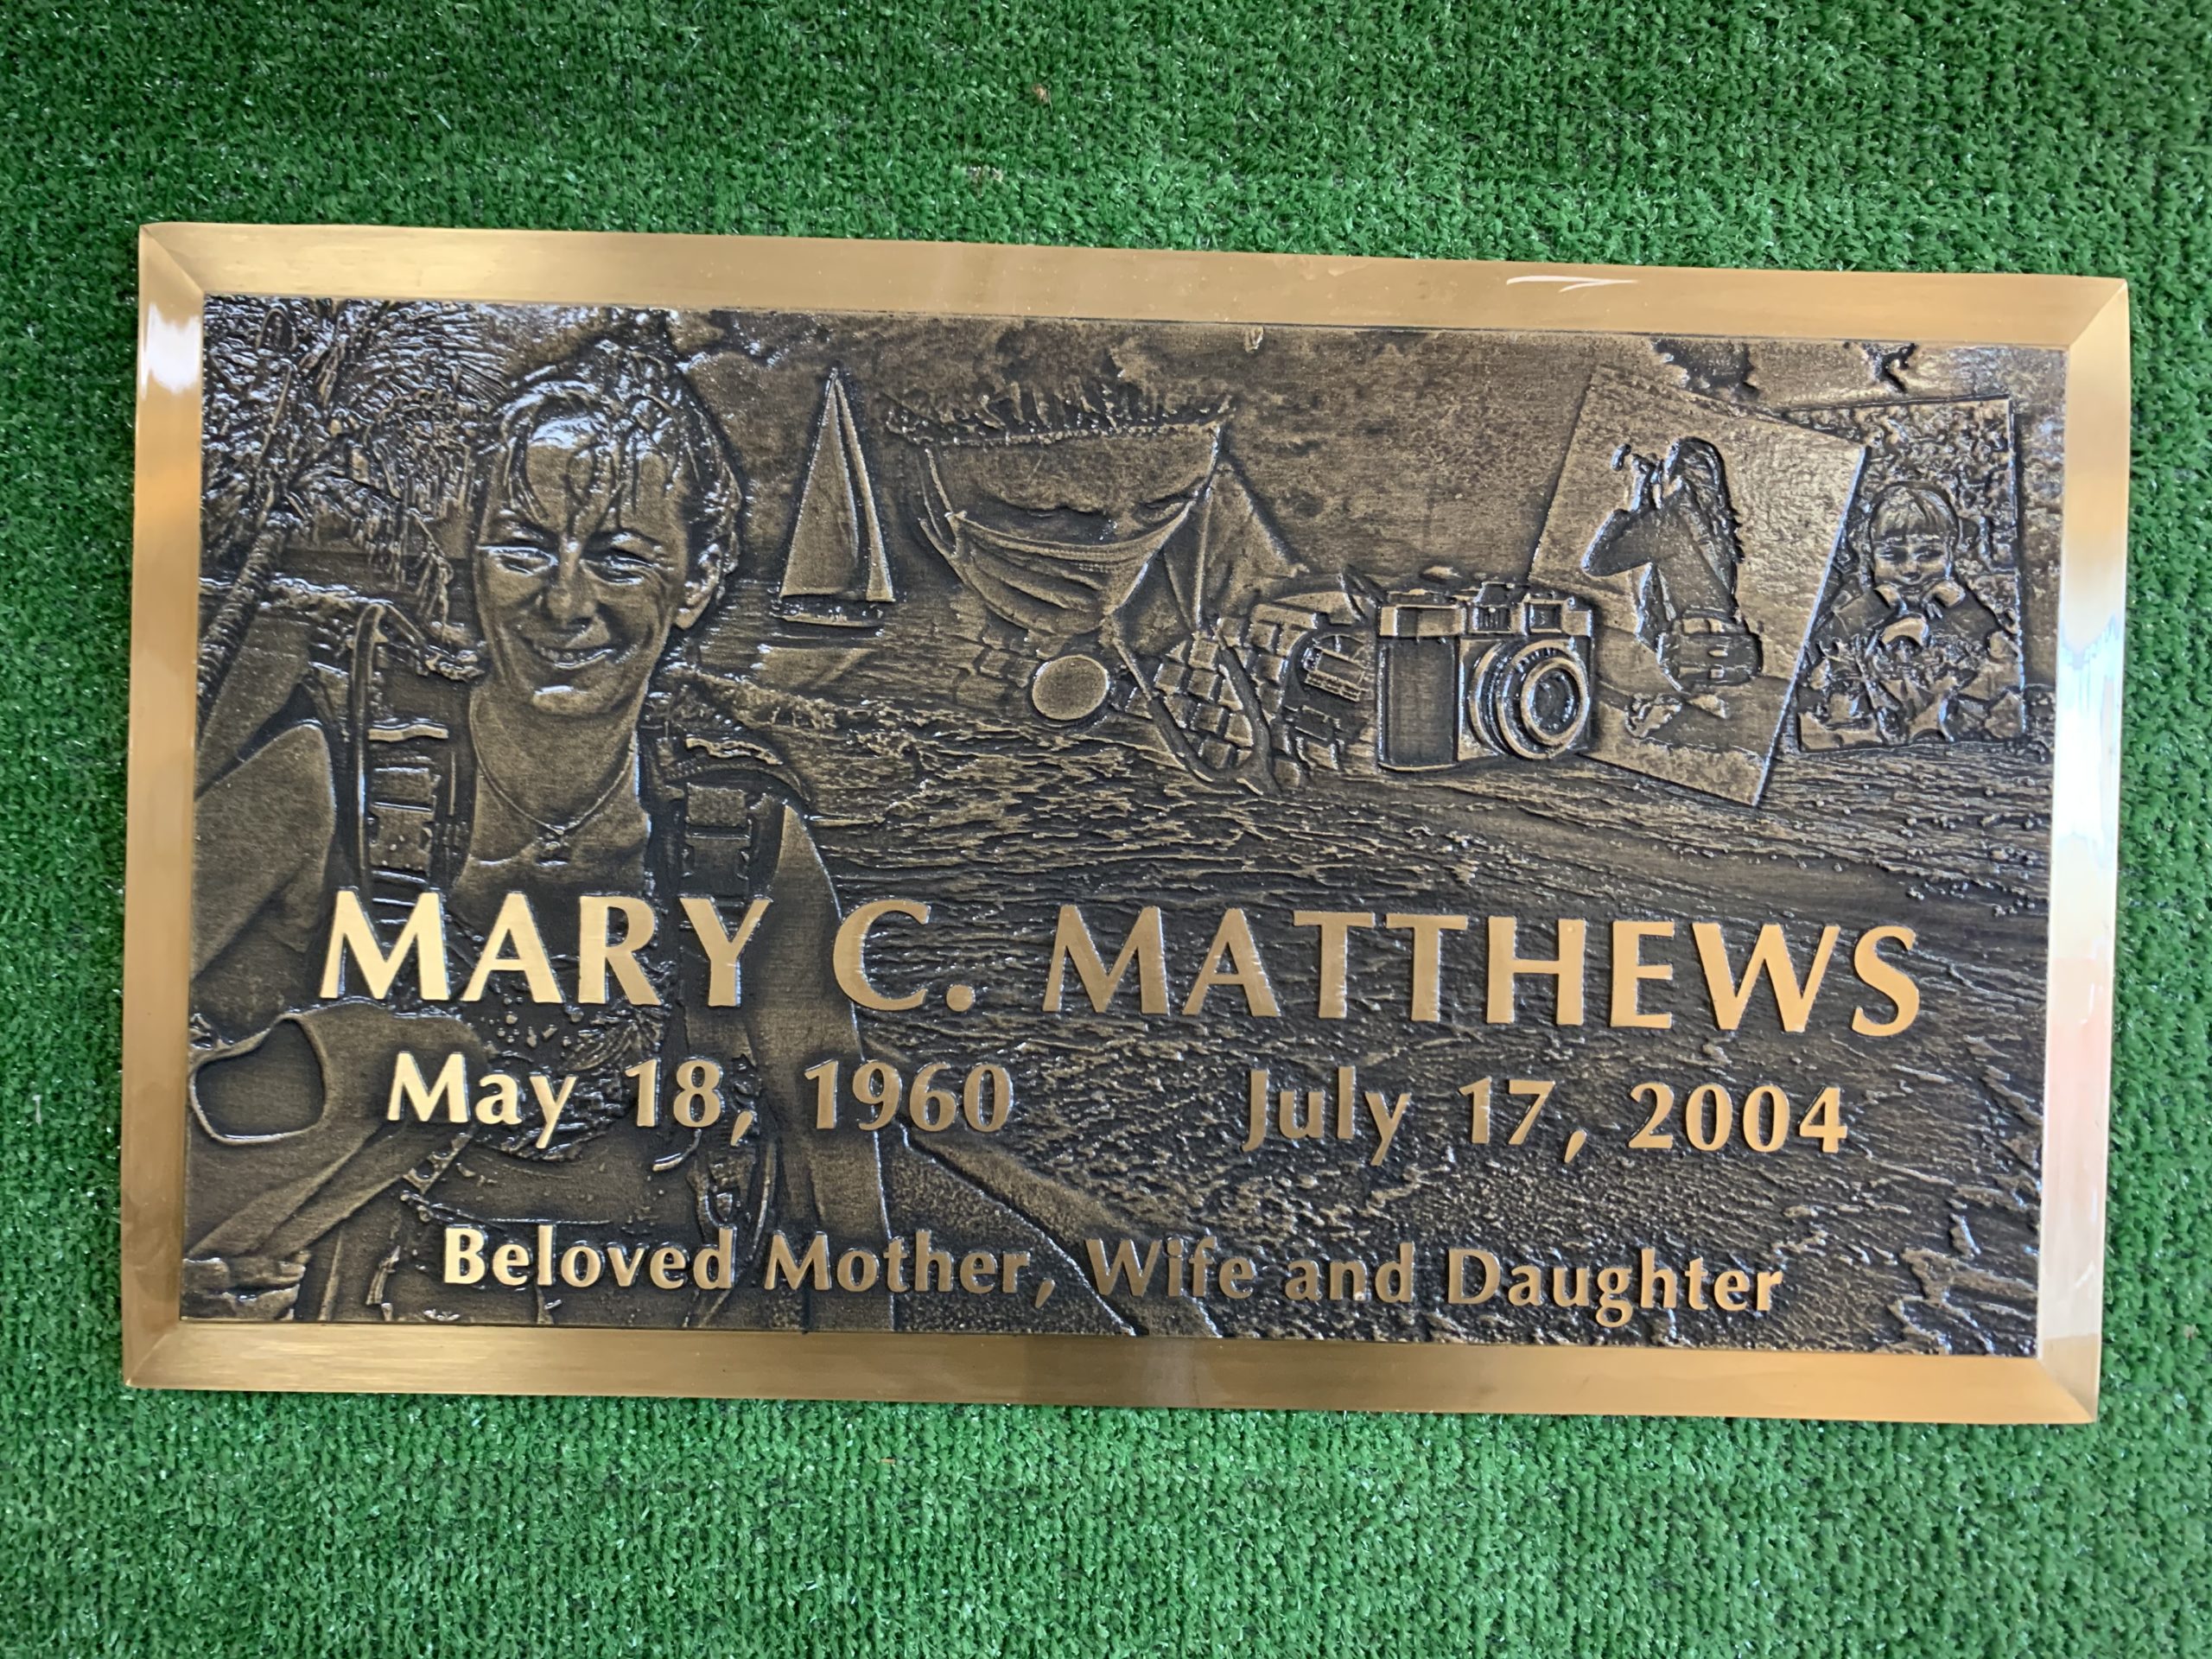 MARY C. MATTHEWS
May 18, 1960 July 17, 2004
Beloved Mother, Wife and Daughter